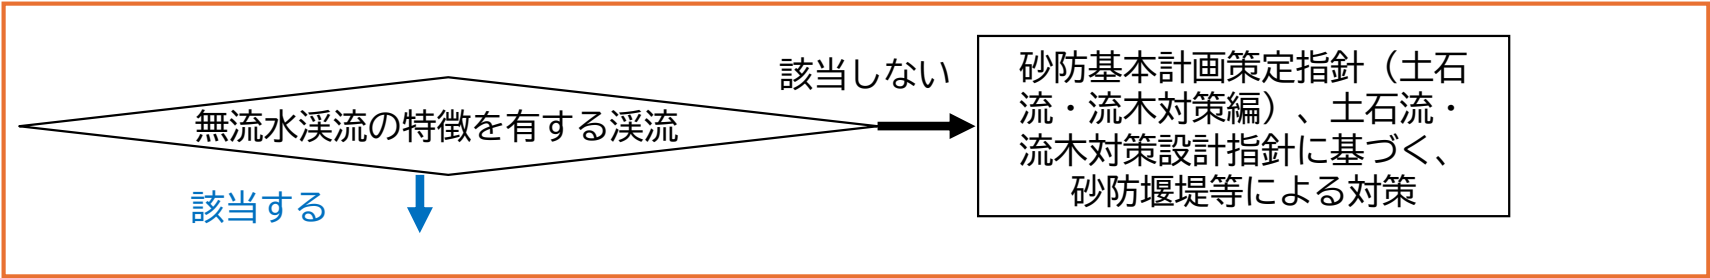 該当しない
無流水渓流の特徴を有する渓流
該当する
砂防基本計画策定指針（土石
流・流木対策編）、土石流・
流木対策設計指針に基づく、
砂防堰堤等による対策